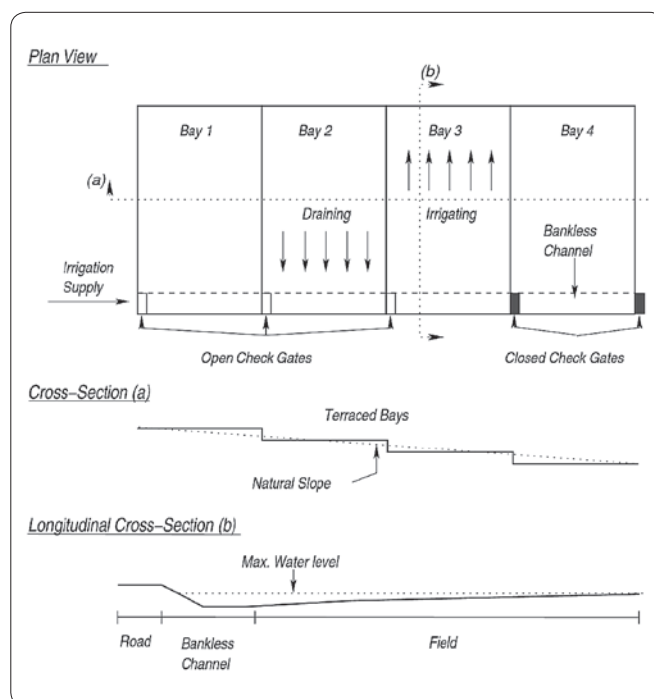 Plan View
(b)
Bay 1
Bay 2
Bay 3
Bay 4
(a)
Draining
Irrigating
Bankless
Channel
Irrigation
Supply
Open Check Gates
Closed Check Gates
Cross-Section (a)
Terraced Bays
Natural Slope
Longitudinal Cross-Section (b)
Max. Water level
Road
Bankless
Channel
Field